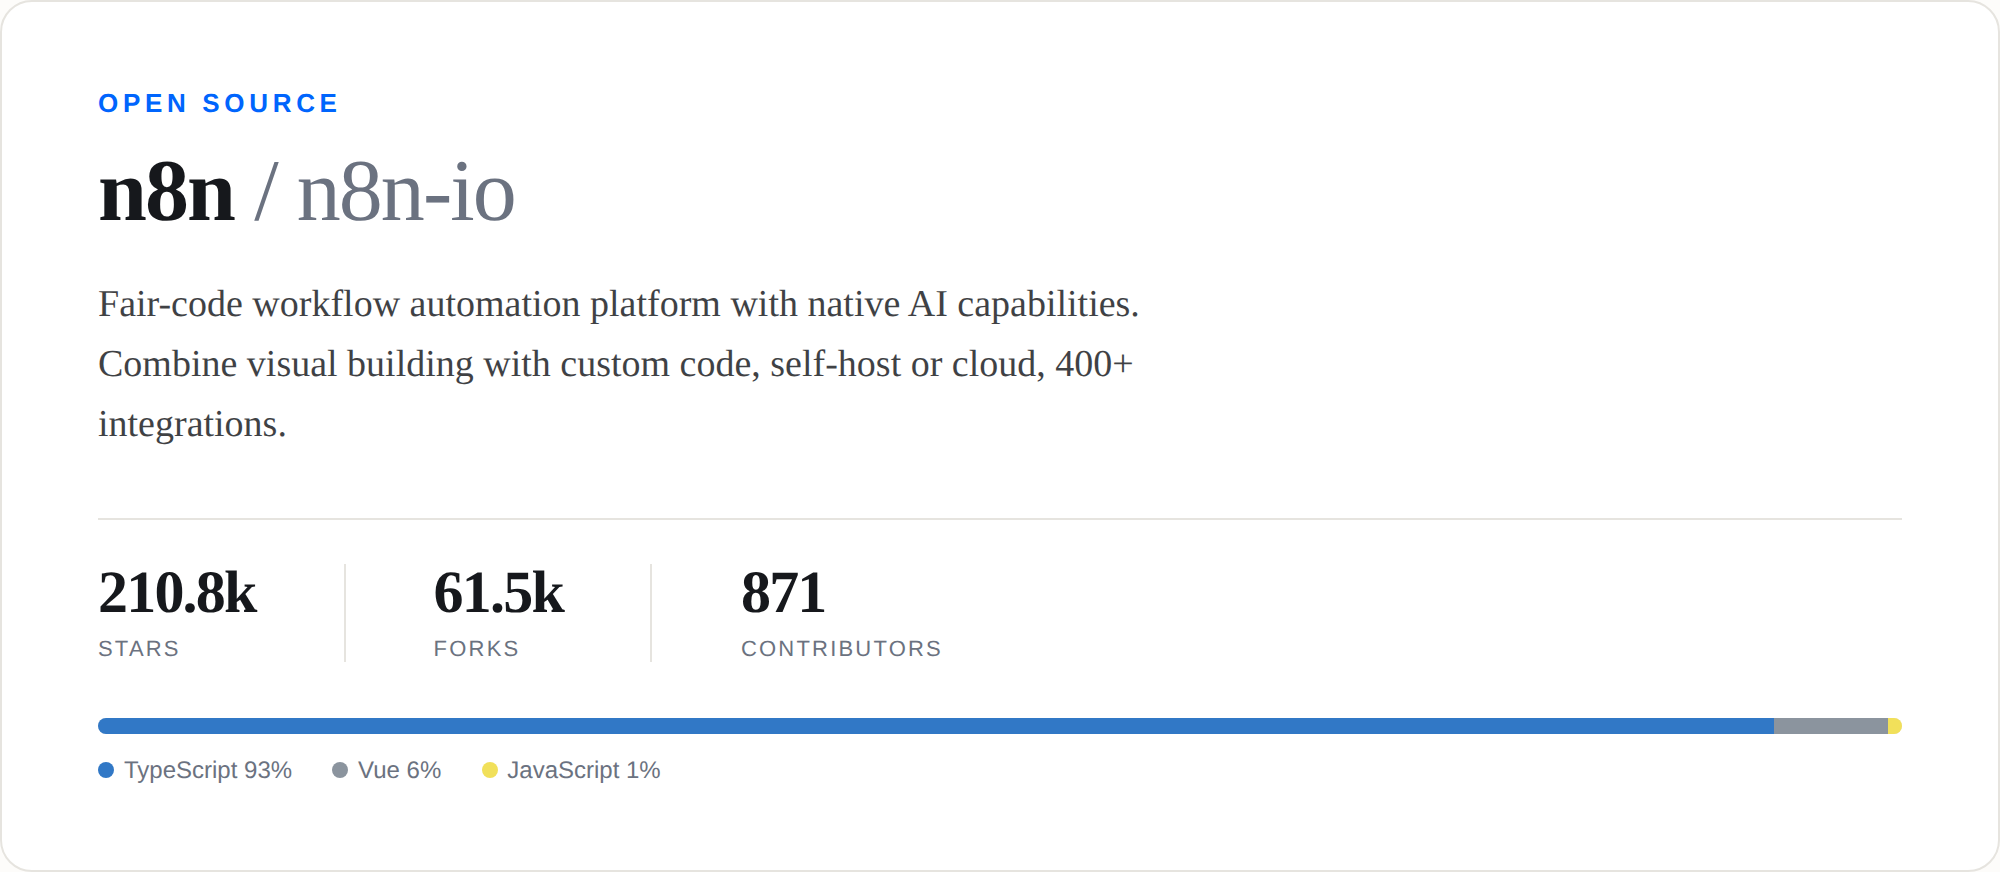 OPEN SOURCE
n8n / n8n-io
Fair-code workflow automation platform with native AI capabilities.
Combine visual building with custom code, self-host or cloud, 400+
integrations.
210.8k
STARS
61.5k
FORKS
871
CONTRIBUTORS
TypeScript 93%
Vue 6%
JavaScript 1%